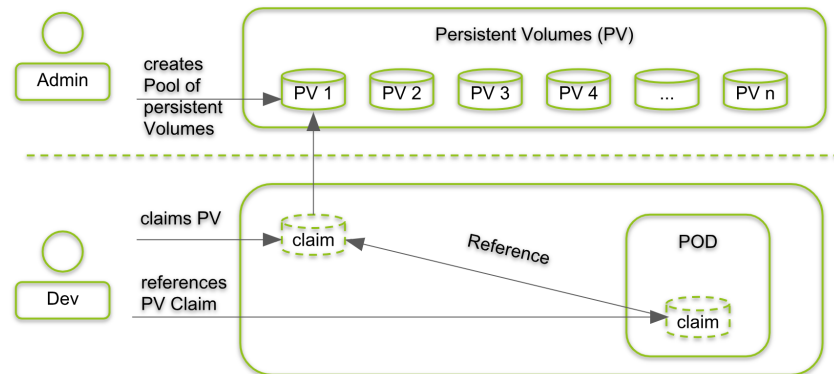 Persistent Volumes (PV)
Admin
creates
Pool of
persistent
Volumes
PV 1
PV 2
PV 3
PV 4
...
PV n
claims PV
claim
Reference
POD
Dev
references
PV Claim
claim